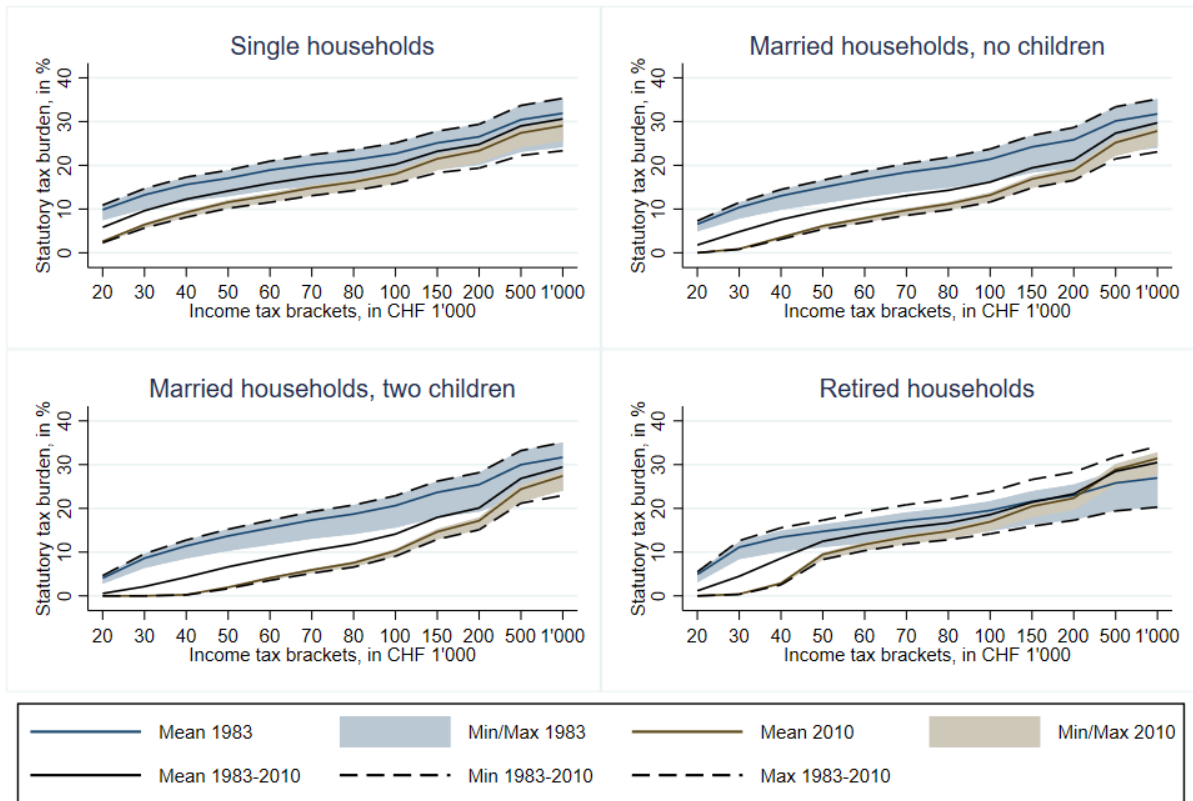 Single households
Statutory tax burden, in %
40
30
20
10
0
20 30 40 50 60 70 80 100 150 200 500 1'000
Income tax brackets, in CHF 1'000
Married households, no children
Statutory tax burden, in %
40
30
20
10
0
20 30 40 50 60 70 80 100 150 200 500 1'000
Income tax brackets, in CHF 1'000
Married households, two children
Statutory tax burden, in %
40
30
20
10
0
20 30 40 50 60 70 80 100 150 200 500 1'000
Income tax brackets, in CHF 1'000
Retired households
Statutory tax burden, in %
40
30
20
10
0
20 30 40 50 60 70 80 100 150 200 500 1'000
Income tax brackets, in CHF 1'000
Mean 1983 Min/Max 1983 Mean 2010 Min/Max 2010
Mean 1983-2010 Min 1983-2010 Max 1983-2010